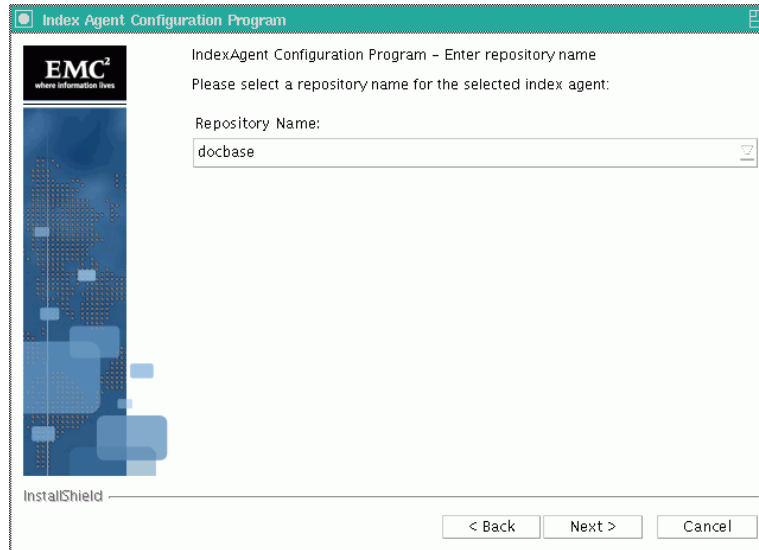 Index Agent Configuration Program
EMC²
where information lives
IndexAgent Configuration Program – Enter repository name
Please select a repository name for the selected index agent:
Repository Name:
docbase
InstallShield
< Back
Next >
Cancel